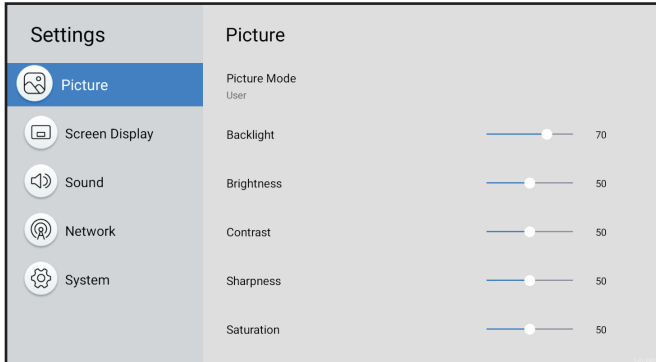 Settings
Picture
Screen Display
Sound
Network
System
Picture
Picture Mode
User
Backlight 70
Brightness 50
Contrast 50
Sharpness 50
Saturation 50